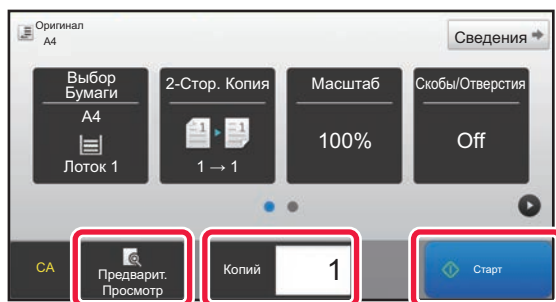 Оригинал
A4
Сведения
Выбор
Бумаги
A4
Лоток 1
2-Стор. Копия
1 → 1
Масштаб
100%
Скобы/Отверстия
Off
CA
Предварит.
Просмотр
Копий
1
Старт